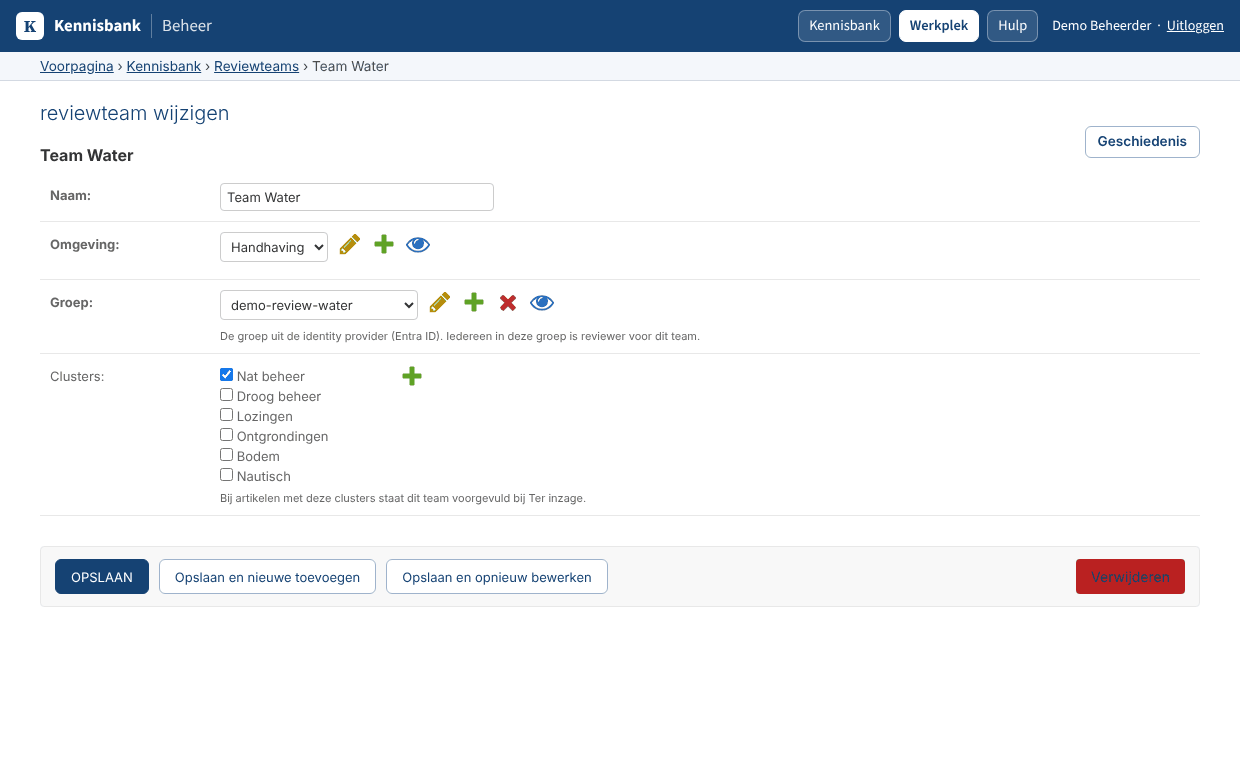 K Kennisbank Beheer Kennisbank Werkplek Hulp Demo Beheerder · Uitloggen
Voorpagina › Kennisbank › Reviewteams › Team Water
reviewteam wijzigen
Geschiedenis
Team Water
Naam: Team Water
Omgeving: Handhaving
Groep: demo-review-water
De groep uit de identity provider (Entra ID). Iedereen in deze groep is reviewer voor dit team.
Clusters: Nat beheer
Droog beheer
Lozingen
Ontgrondingen
Bodem
Nautisch
Bij artikelen met deze clusters staat dit team voorgevuld bij Ter inzage.
OPSLAAN Opslaan en nieuwe toevoegen Opslaan en opnieuw bewerken Verwijderen